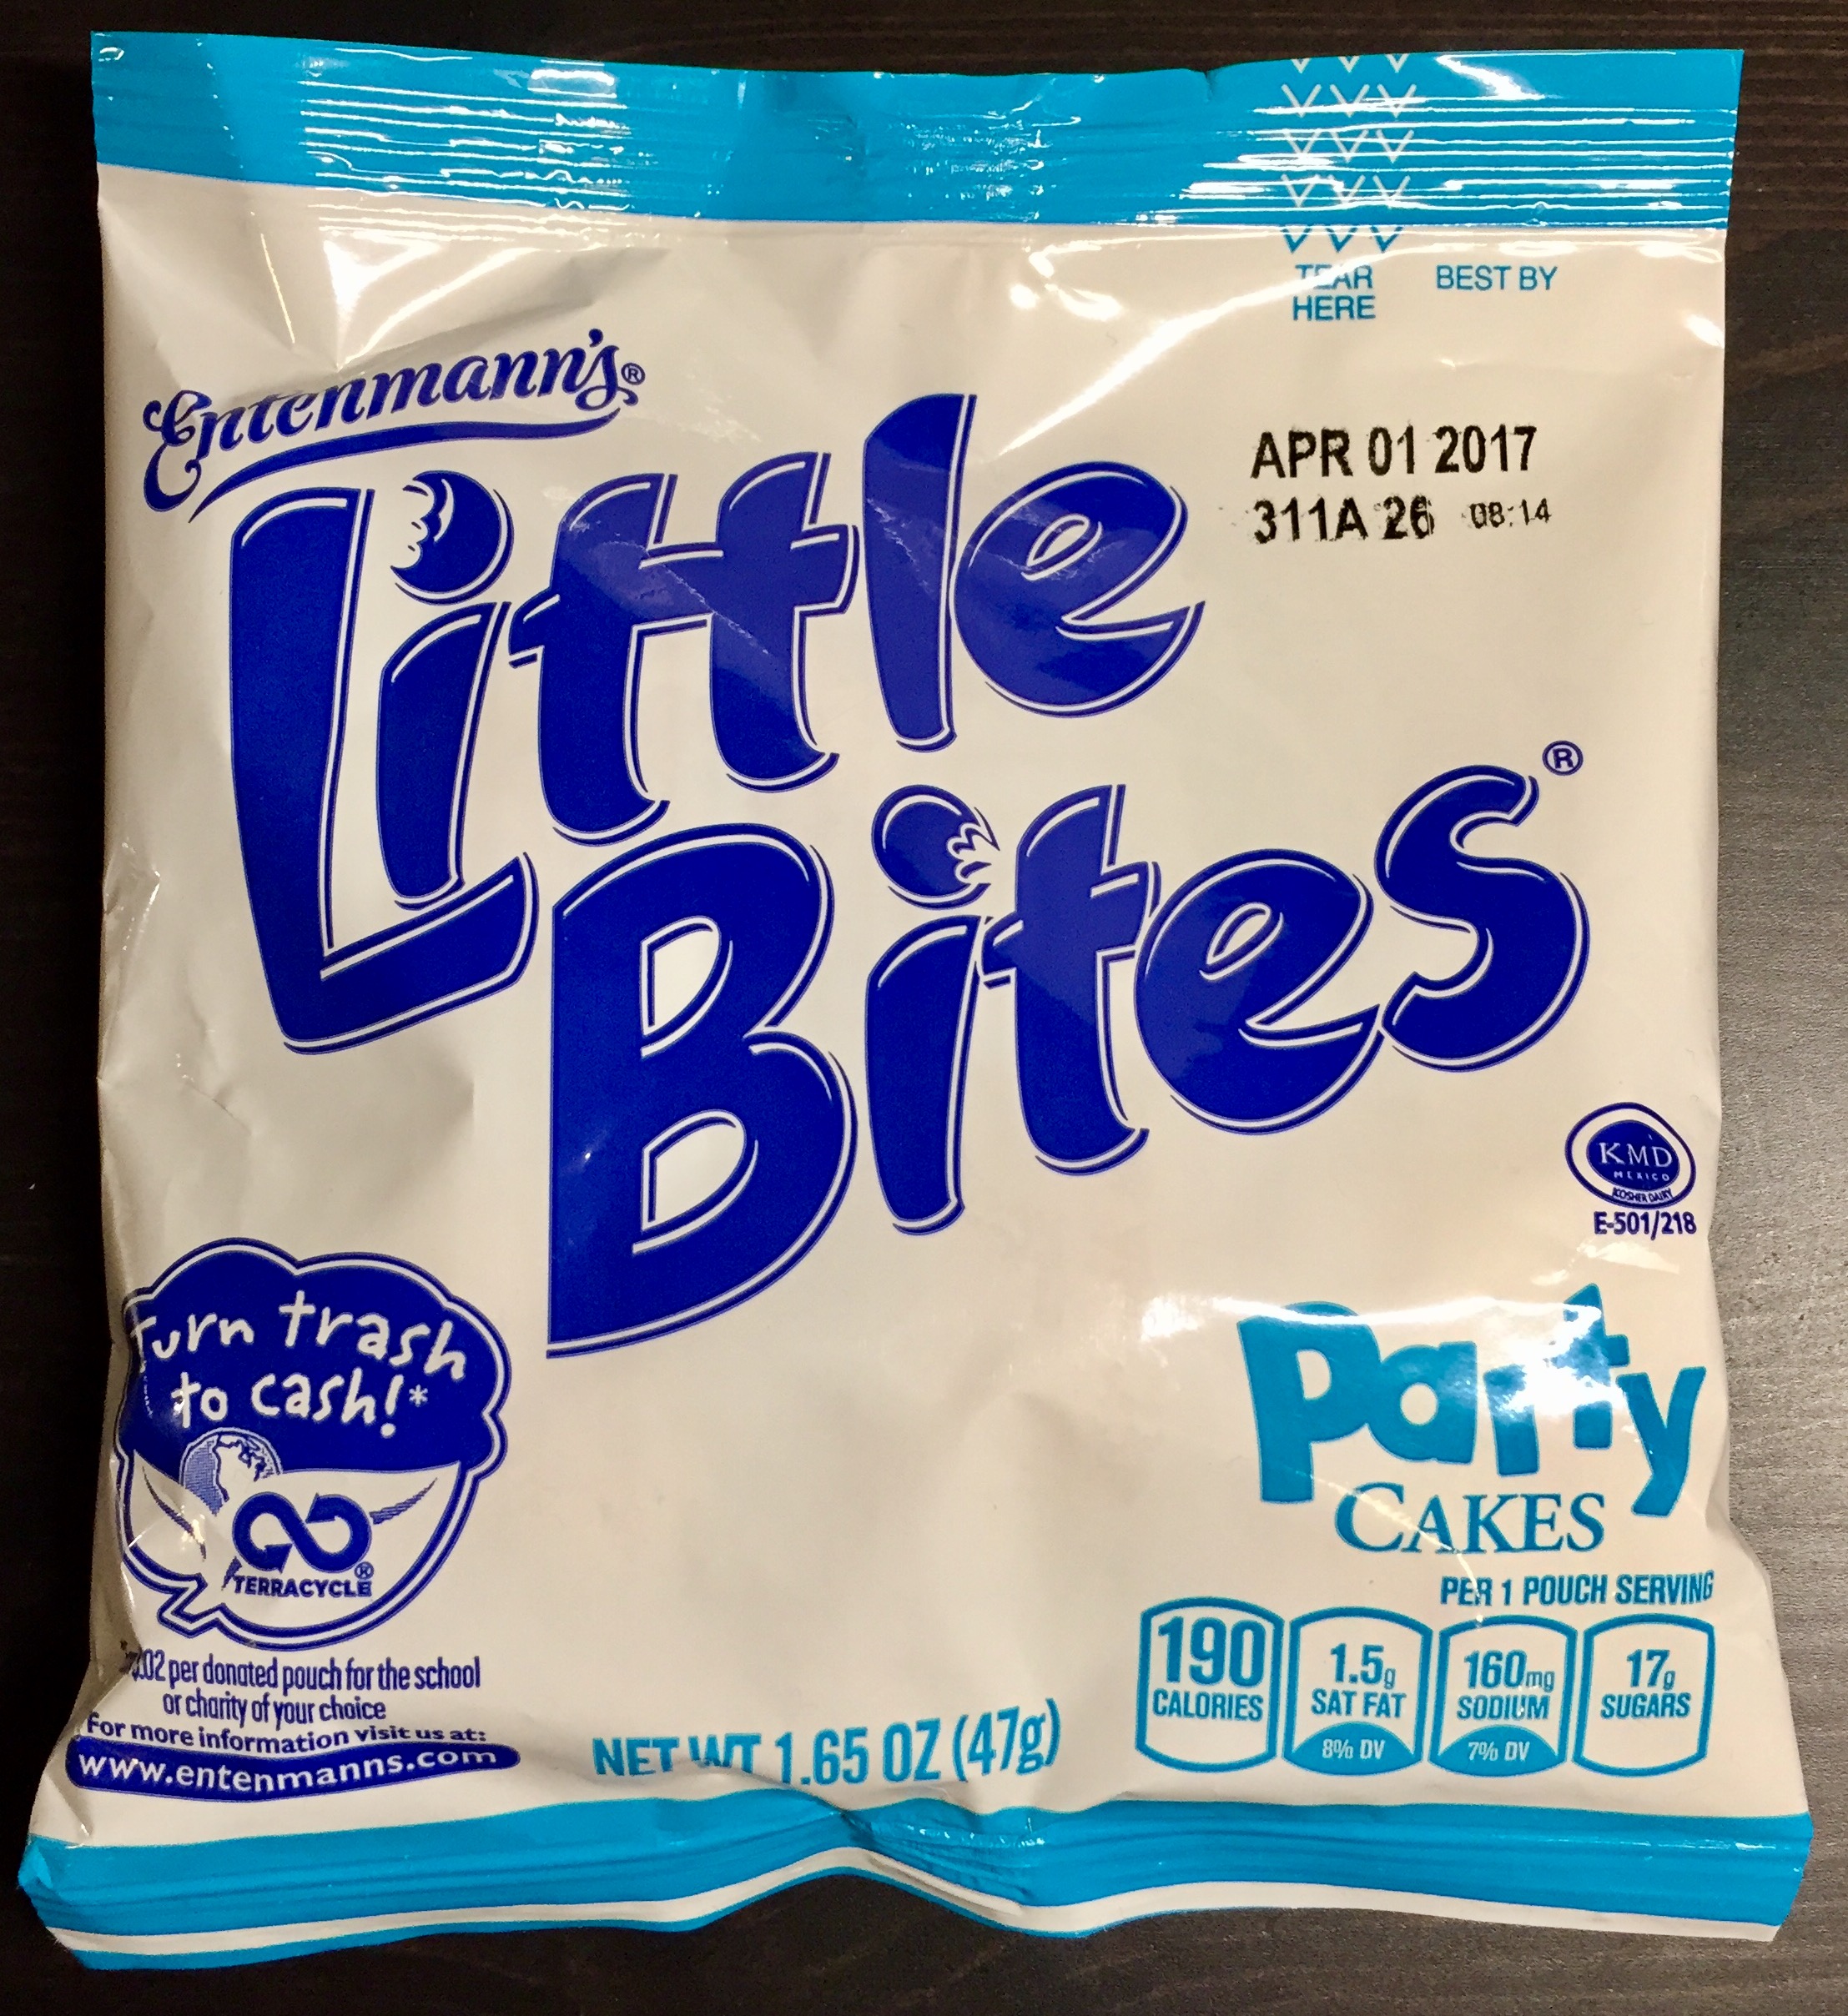 TEAR
HERE
BEST BY
Entenmann's®
APR 01 2017
311A 26 08:14
Little
Bites®
KMD
MEXICO
KOSHER DAIRY
E-501/218
Turn trash
to cash!*
TERRACYCLE®
per donated pouch for the school
or charity of your choice
For more information visit us at:
www.entenmanns.com
NET WT 1.65 OZ (47g)
Party
CAKES
PER 1 POUCH SERVING
190
CALORIES
1.5g
SAT FAT
8% DV
160mg
SODIUM
7% DV
17g
SUGARS